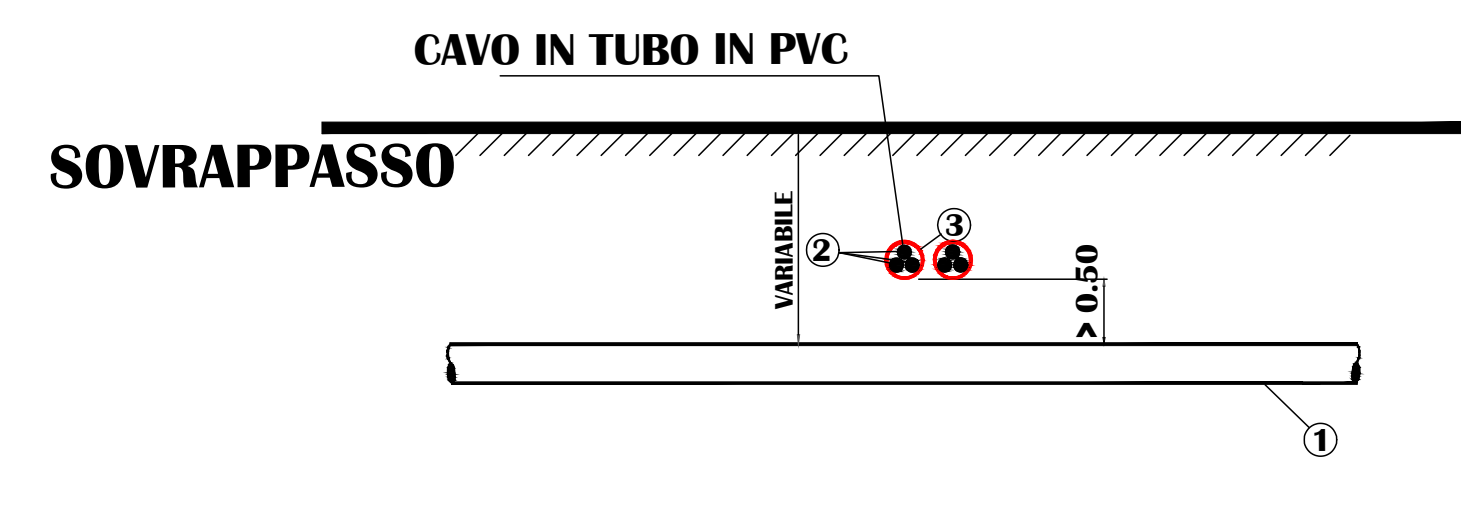 CAVO IN TUBO IN PVC
SOVRAPPASSO
VARIABILE
2
3
> 0.50
1